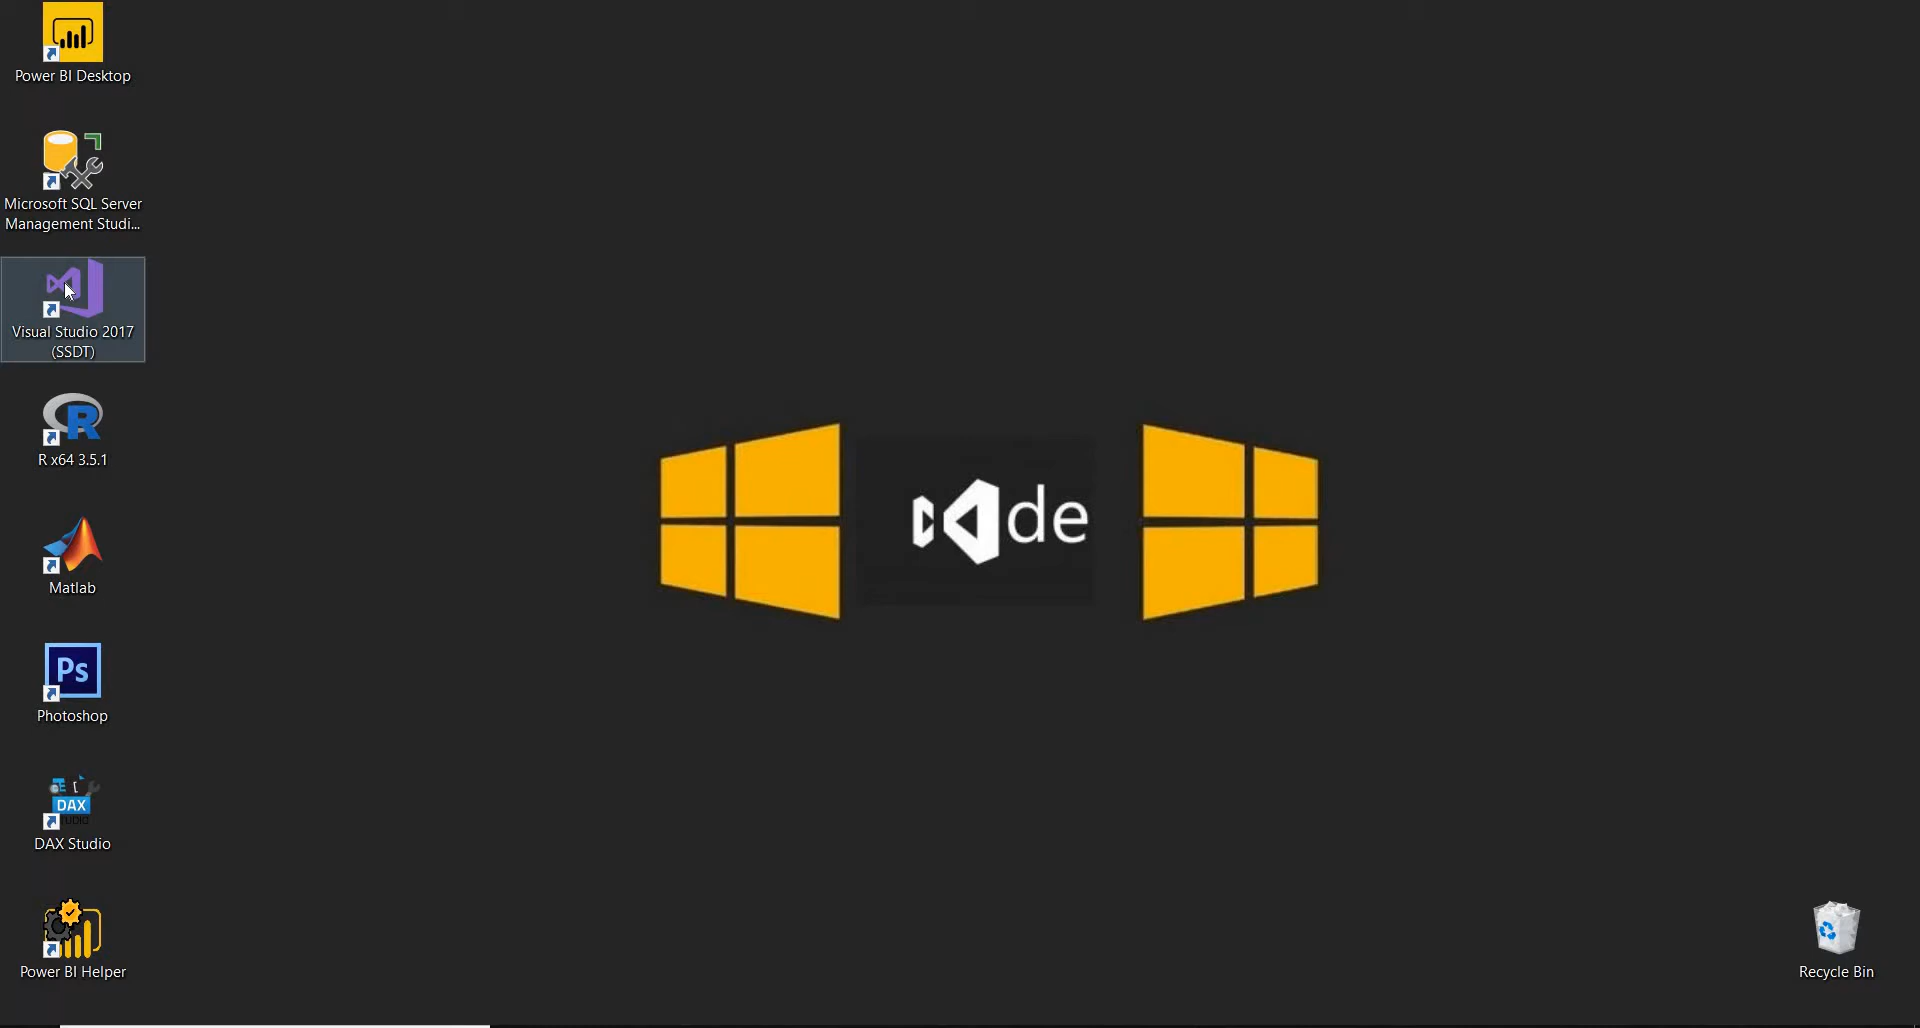 Power BI Desktop
Microsoft SQL Server
Management Studi...
Visual Studio 2017
(SSDT)
R
R x64 3.5.1
Matlab
Ps
Photoshop
DAX
DAX Studio
Power BI Helper
de
Recycle Bin